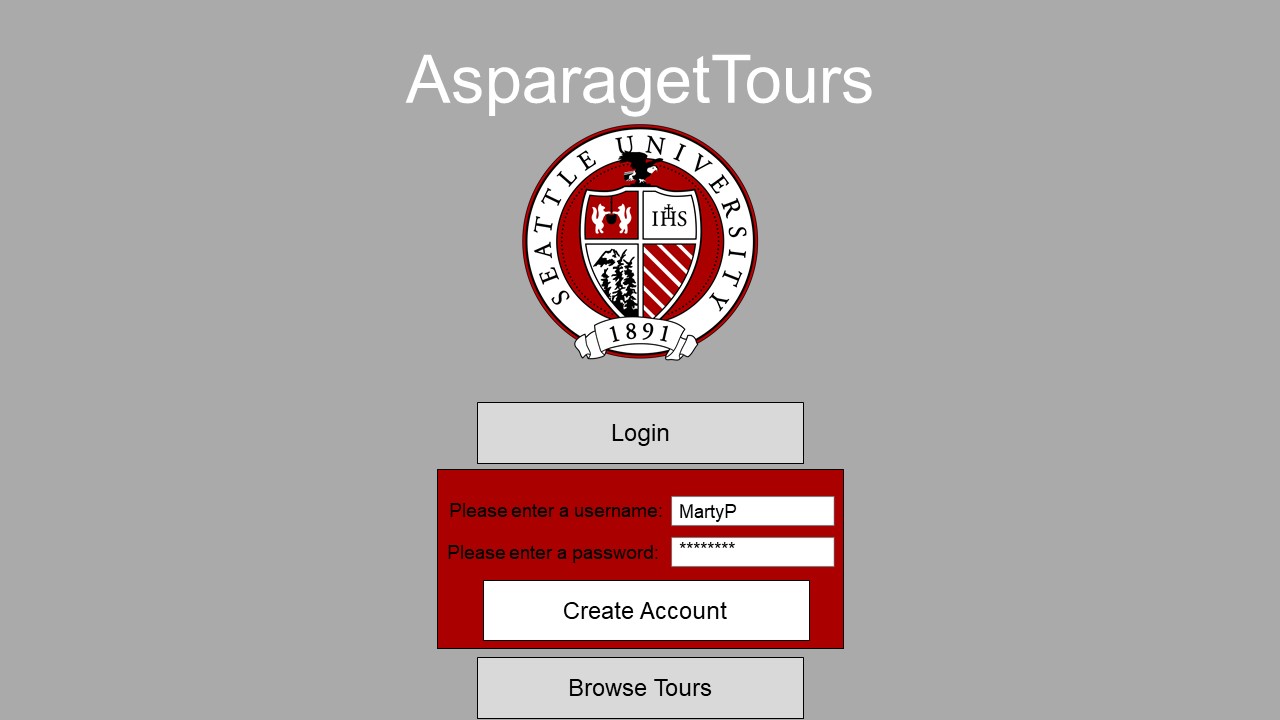 AsparagetTours
SEATTLE UNIVERSITY
IHS
1891
Login
Please enter a username: MartyP
Please enter a password: ********
Create Account
Browse Tours